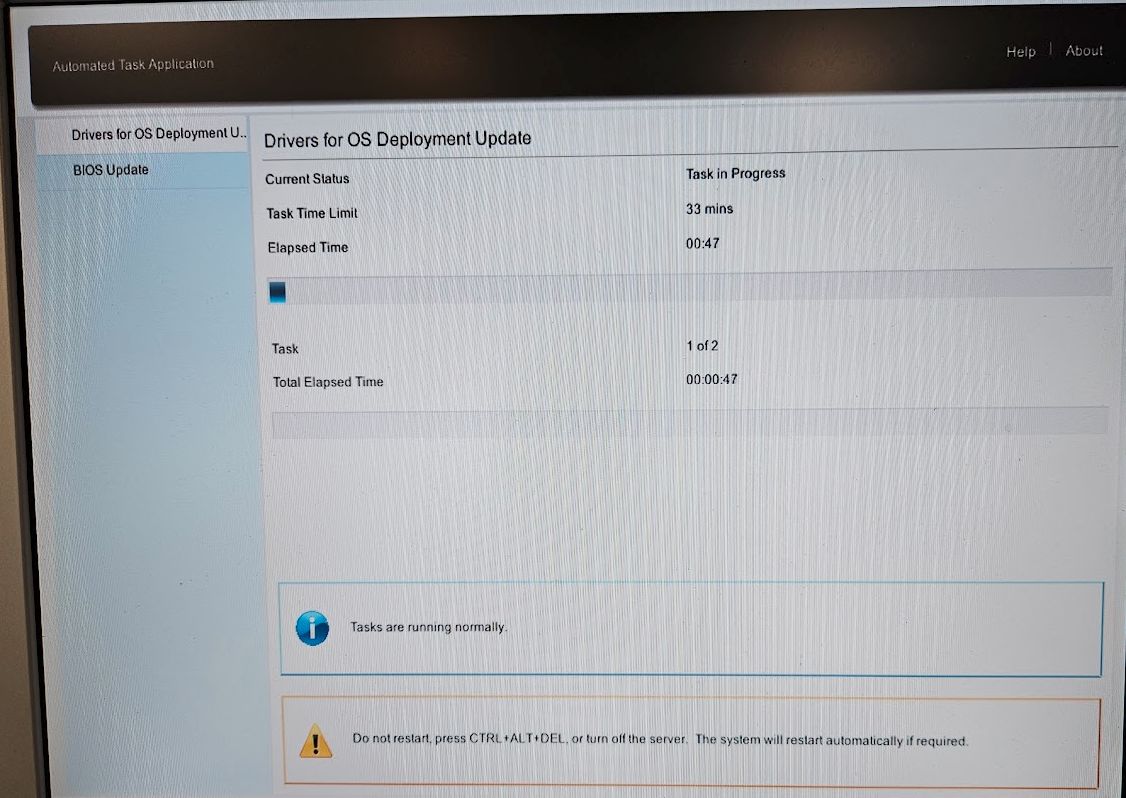 Automated Task Application
Help | About
Drivers for OS Deployment U..
BIOS Update
Drivers for OS Deployment Update
Current Status Task in Progress
Task Time Limit 33 mins
Elapsed Time 00:47
Task 1 of 2
Total Elapsed Time 00:00:47
Tasks are running normally.
Do not restart, press CTRL+ALT+DEL, or turn off the server. The system will restart automatically if required.